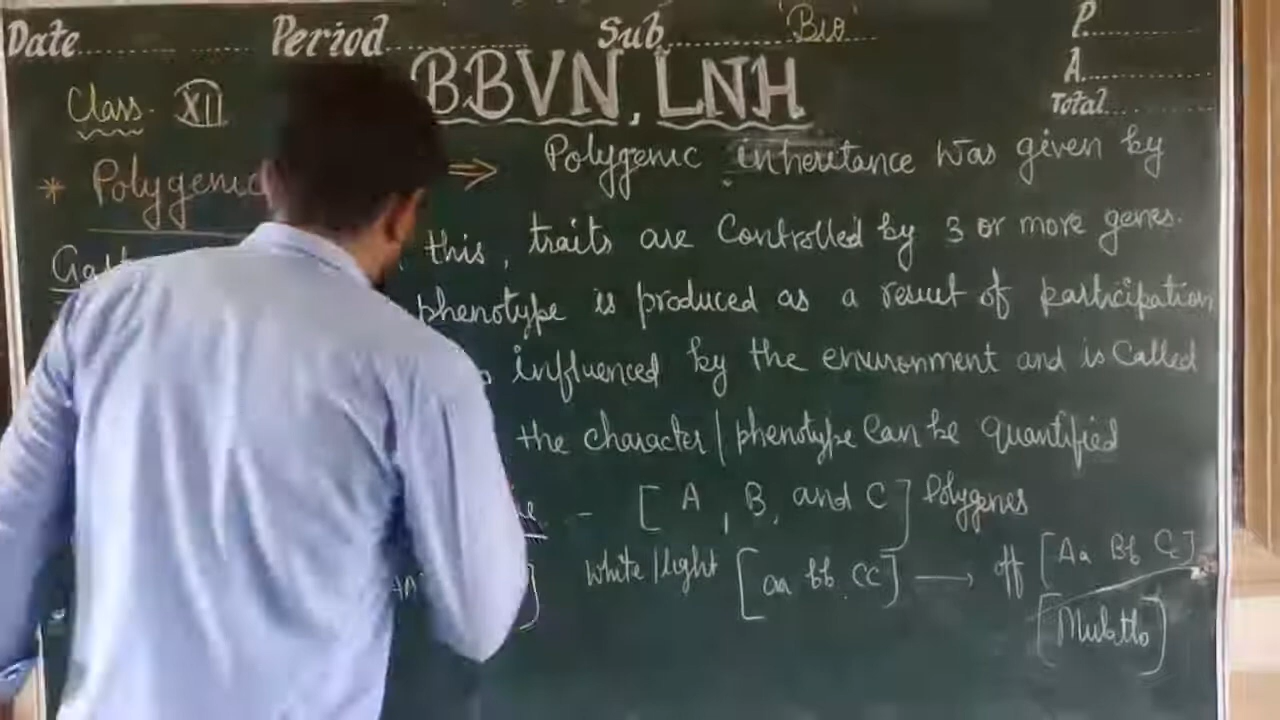 Date Period Sub 'Bio' P.
BBVN, LNH A.
Class XII Total
* Polygenic ⇒ Polygenic inheritance was given by
this, traits are Controlled by 3 or more genes.
phenotype is produced as a result of participation
influenced by the environment and is Called
the character/phenotype Can be quantified
- [A, B, and C] Polygenes
White/light [aa bb cc] → off [Aa Bb Cc]
[Mulatto]